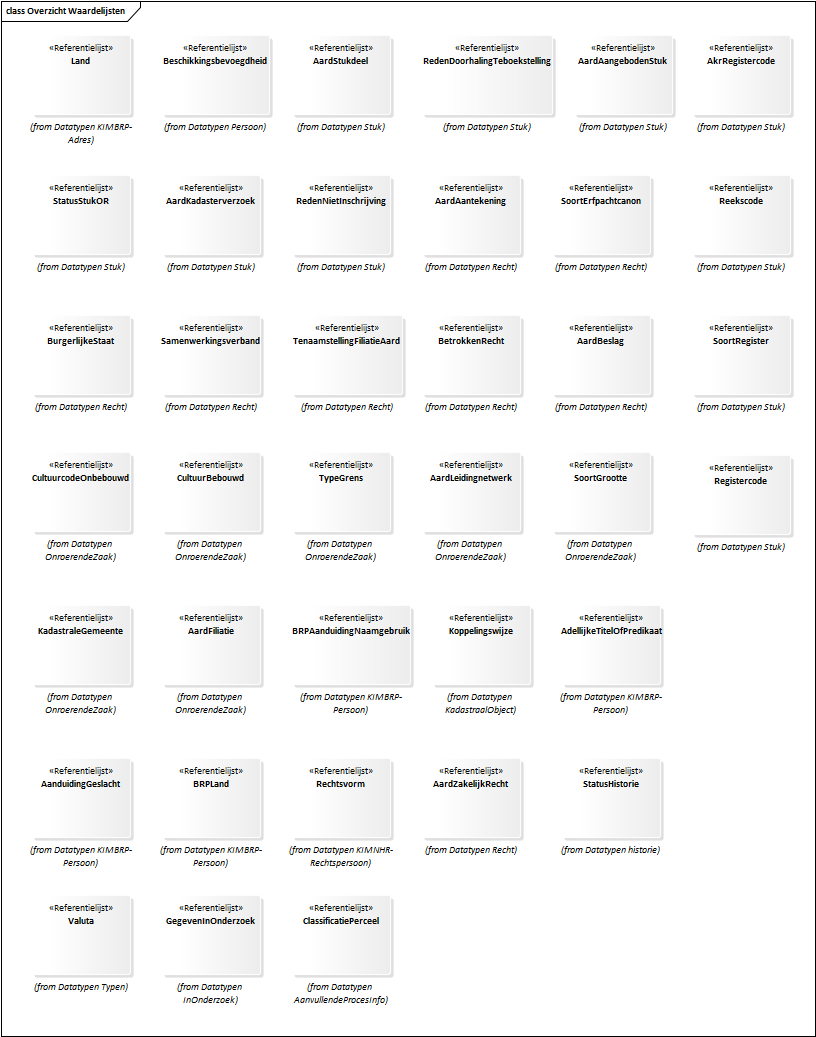 class Overzicht Waardelijsten
«Referentielijst»
Land
(from Datatypen KIMBRP-
Adres)
«Referentielijst»
Beschikkingsbevoegdheid
(from Datatypen Persoon)
«Referentielijst»
AardStukdeel
(from Datatypen Stuk)
«Referentielijst»
RedenDoorhalingTeboekstelling
(from Datatypen Stuk)
«Referentielijst»
AardAangebodenStuk
(from Datatypen Stuk)
«Referentielijst»
AkrRegistercode
(from Datatypen Stuk)
«Referentielijst»
StatusStukOR
(from Datatypen Stuk)
«Referentielijst»
AardKadasterverzoek
(from Datatypen Stuk)
«Referentielijst»
RedenNietInschrijving
(from Datatypen Stuk)
«Referentielijst»
AardAantekening
(from Datatypen Recht)
«Referentielijst»
SoortErfpachtcanon
(from Datatypen Recht)
«Referentielijst»
Reekscode
(from Datatypen Stuk)
«Referentielijst»
BurgerlijkeStaat
(from Datatypen Recht)
«Referentielijst»
Samenwerkingsverband
(from Datatypen Recht)
«Referentielijst»
TenaamstellingFiliatieAard
(from Datatypen Recht)
«Referentielijst»
BetrokkenRecht
(from Datatypen Recht)
«Referentielijst»
AardBeslag
(from Datatypen Recht)
«Referentielijst»
SoortRegister
(from Datatypen Stuk)
«Referentielijst»
CultuurcodeOnbebouwd
(from Datatypen
OnroerendeZaak)
«Referentielijst»
CultuurBebouwd
(from Datatypen
OnroerendeZaak)
«Referentielijst»
TypeGrens
(from Datatypen
OnroerendeZaak)
«Referentielijst»
AardLeidingnetwerk
(from Datatypen
OnroerendeZaak)
«Referentielijst»
SoortGrootte
(from Datatypen
OnroerendeZaak)
«Referentielijst»
Registercode
(from Datatypen Stuk)
«Referentielijst»
KadastraleGemeente
(from Datatypen
OnroerendeZaak)
«Referentielijst»
AardFiliatie
(from Datatypen
OnroerendeZaak)
«Referentielijst»
BRPAanduidingNaamgebruik
(from Datatypen KIMBRP-
Persoon)
«Referentielijst»
Koppelingswijze
(from Datatypen
KadastraalObject)
«Referentielijst»
AdellijkeTitelOfPredikaat
(from Datatypen KIMBRP-
Persoon)
«Referentielijst»
AanduidingGeslacht
(from Datatypen KIMBRP-
Persoon)
«Referentielijst»
BRPLand
(from Datatypen KIMBRP-
Persoon)
«Referentielijst»
Rechtsvorm
(from Datatypen KIMNHR-
Rechtspersoon)
«Referentielijst»
AardZakelijkRecht
(from Datatypen Recht)
«Referentielijst»
StatusHistorie
(from Datatypen historie)
«Referentielijst»
Valuta
(from Datatypen Typen)
«Referentielijst»
GegevenInOnderzoek
(from Datatypen
InOnderzoek)
«Referentielijst»
ClassificatiePerceel
(from Datatypen
AanvullendeProcesInfo)